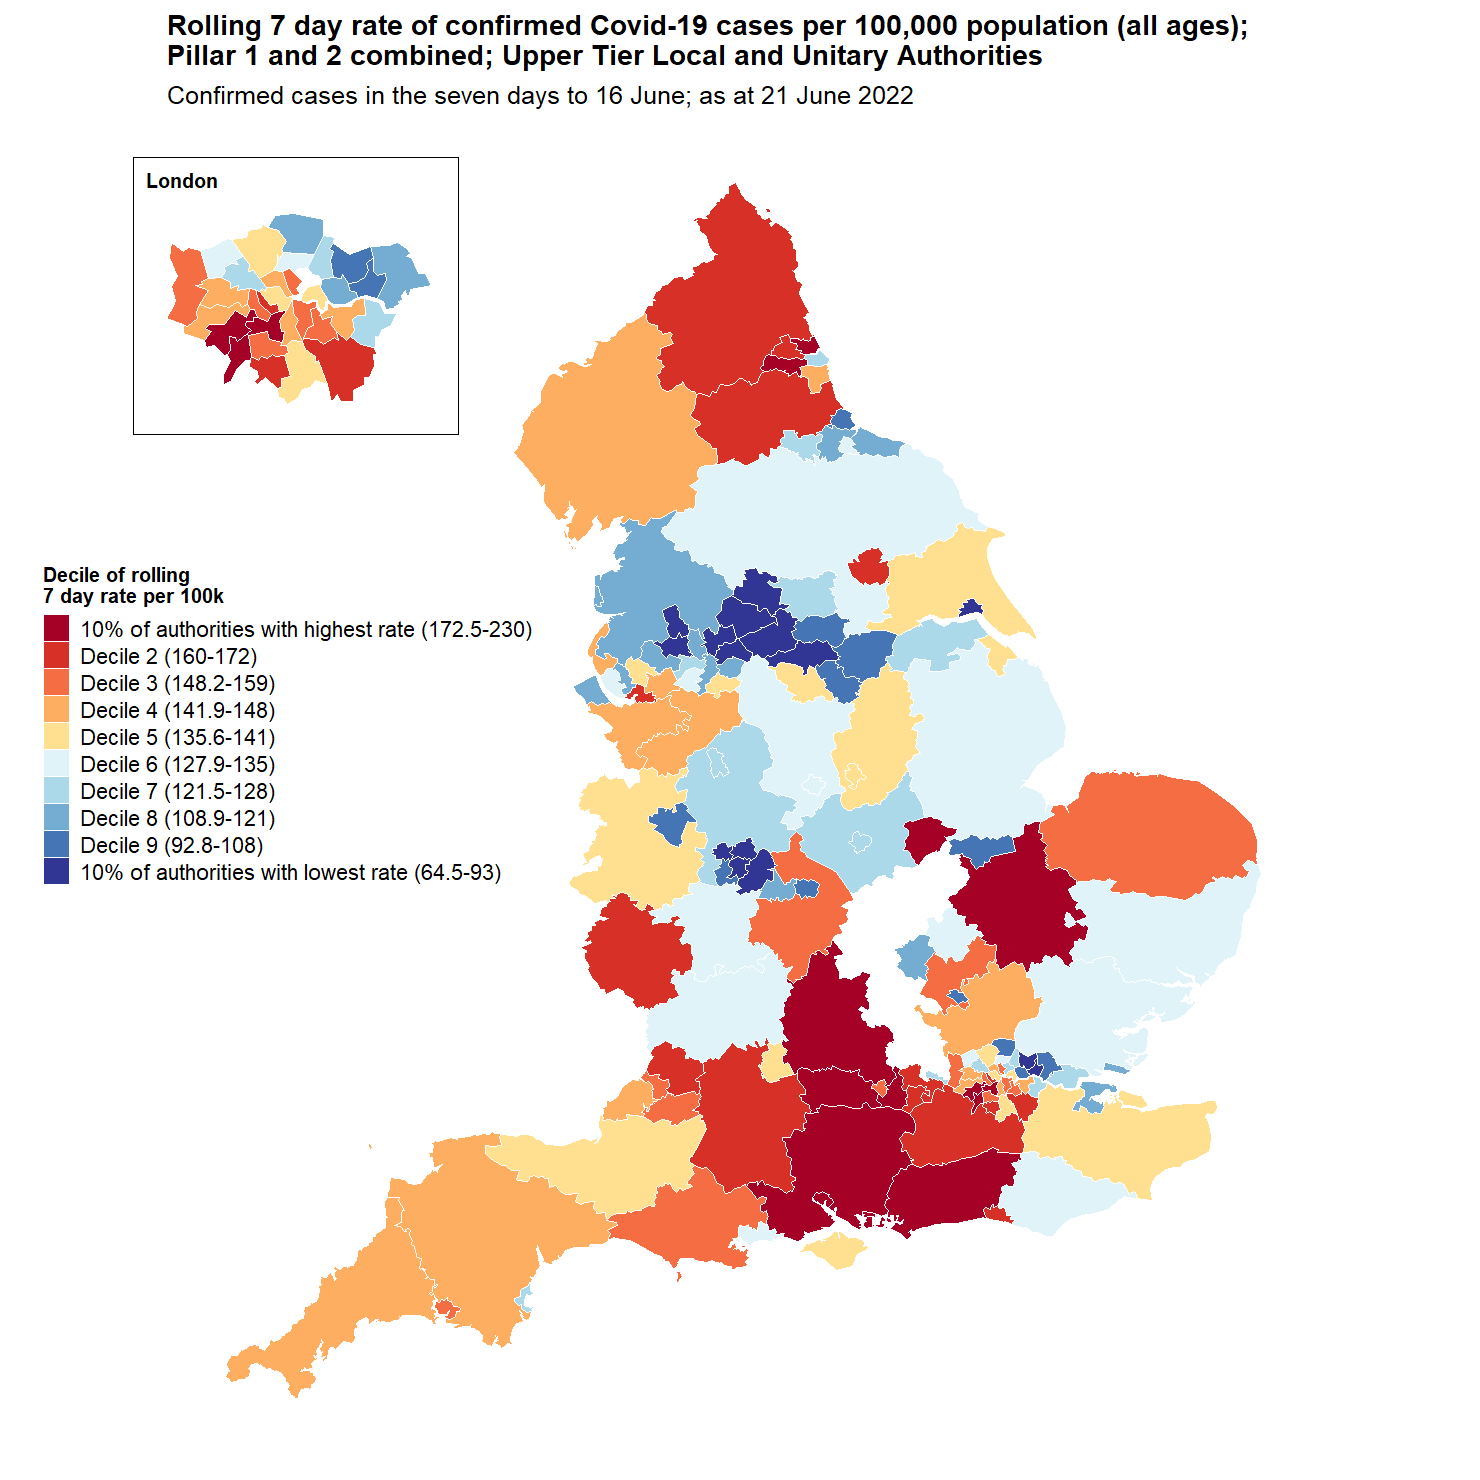 Rolling 7 day rate of confirmed Covid-19 cases per 100,000 population (all ages);
Pillar 1 and 2 combined; Upper Tier Local and Unitary Authorities
Confirmed cases in the seven days to 16 June; as at 21 June 2022
London
Decile of rolling
7 day rate per 100k
10% of authorities with highest rate (172.5-230)
Decile 2 (160-172)
Decile 3 (148.2-159)
Decile 4 (141.9-148)
Decile 5 (135.6-141)
Decile 6 (127.9-135)
Decile 7 (121.5-128)
Decile 8 (108.9-121)
Decile 9 (92.8-108)
10% of authorities with lowest rate (64.5-93)